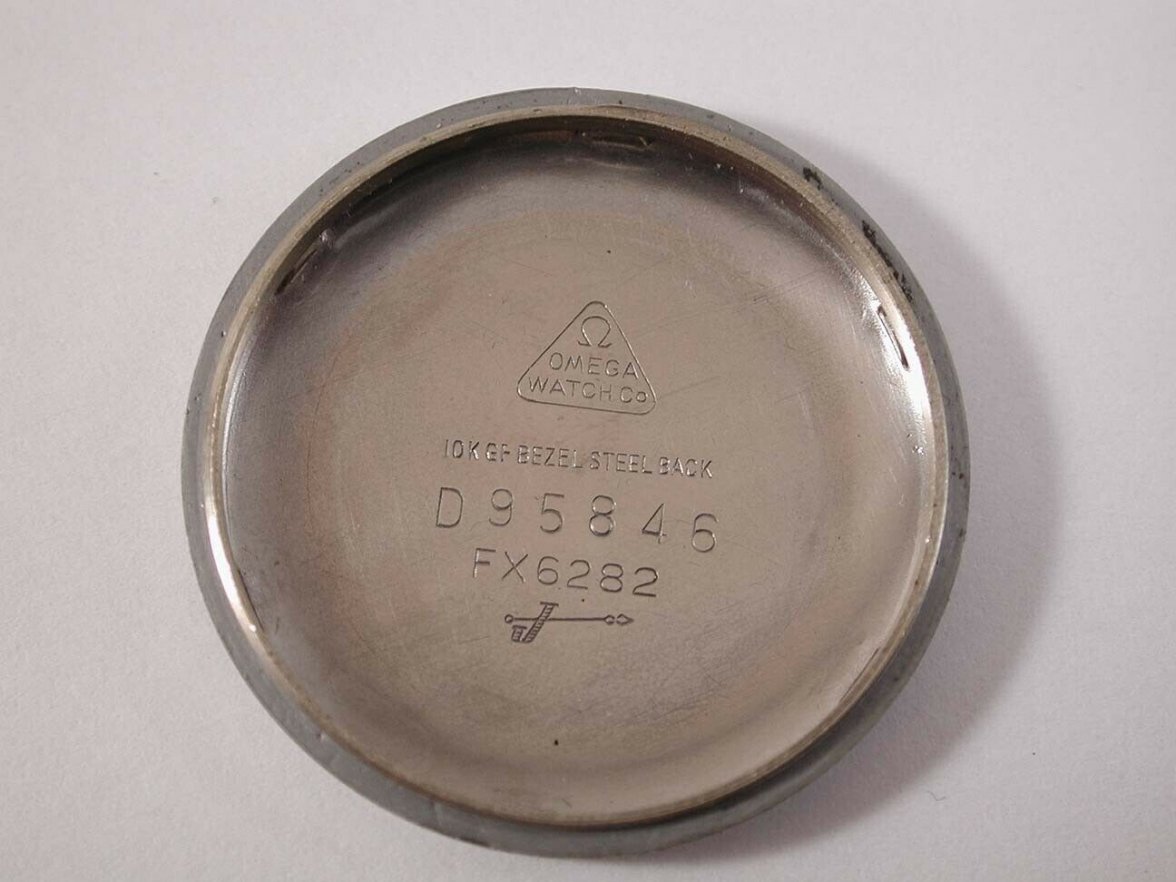 Ω
OMEGA
WATCH Co
10K GF BEZEL STEEL BACK
D95846
FX6282
J